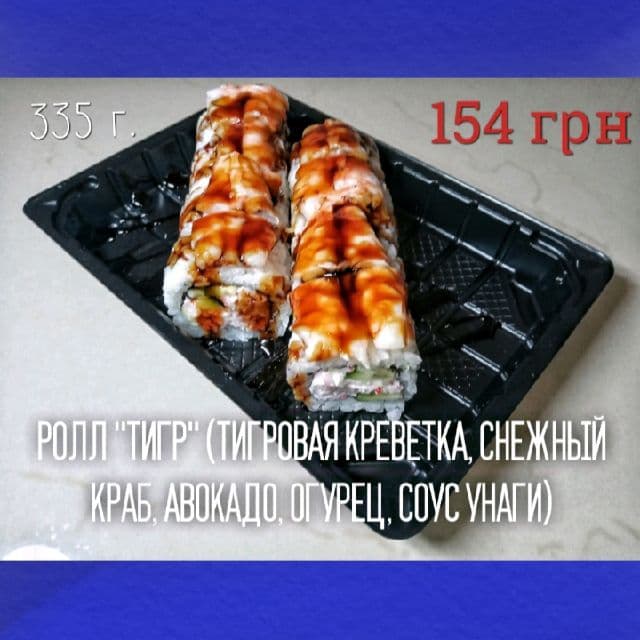 335 г.
154 грн
РОЛЛ "ТИГР" (ТИГРОВАЯ КРЕВЕТКА, СНЕЖНЫЙ
КРАБ, АВОКАДО, ОГУРЕЦ, СОУС УНАГИ)